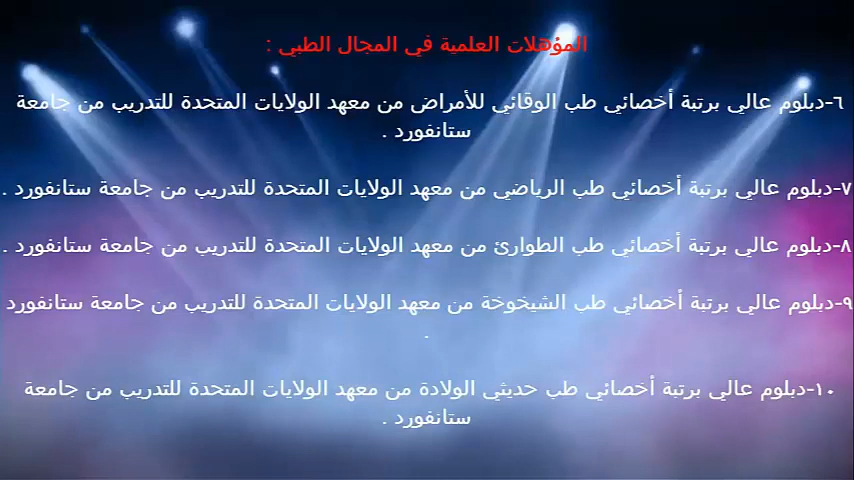 المؤهلات العلمية في المجال الطبي :
٦-دبلوم عالي برتبة أخصائي طب الوقائي للأمراض من معهد الولايات المتحدة للتدريب من جامعة
ستانفورد .
٧-دبلوم عالي برتبة أخصائي طب الرياضي من معهد الولايات المتحدة للتدريب من جامعة ستانفورد .
٨-دبلوم عالي برتبة أخصائي طب الطوارئ من معهد الولايات المتحدة للتدريب من جامعة ستانفورد .
٩-دبلوم عالي برتبة أخصائي طب الشيخوخة من معهد الولايات المتحدة للتدريب من جامعة ستانفورد
.
١٠-دبلوم عالي برتبة أخصائي طب حديثي الولادة من معهد الولايات المتحدة للتدريب من جامعة
ستانفورد .